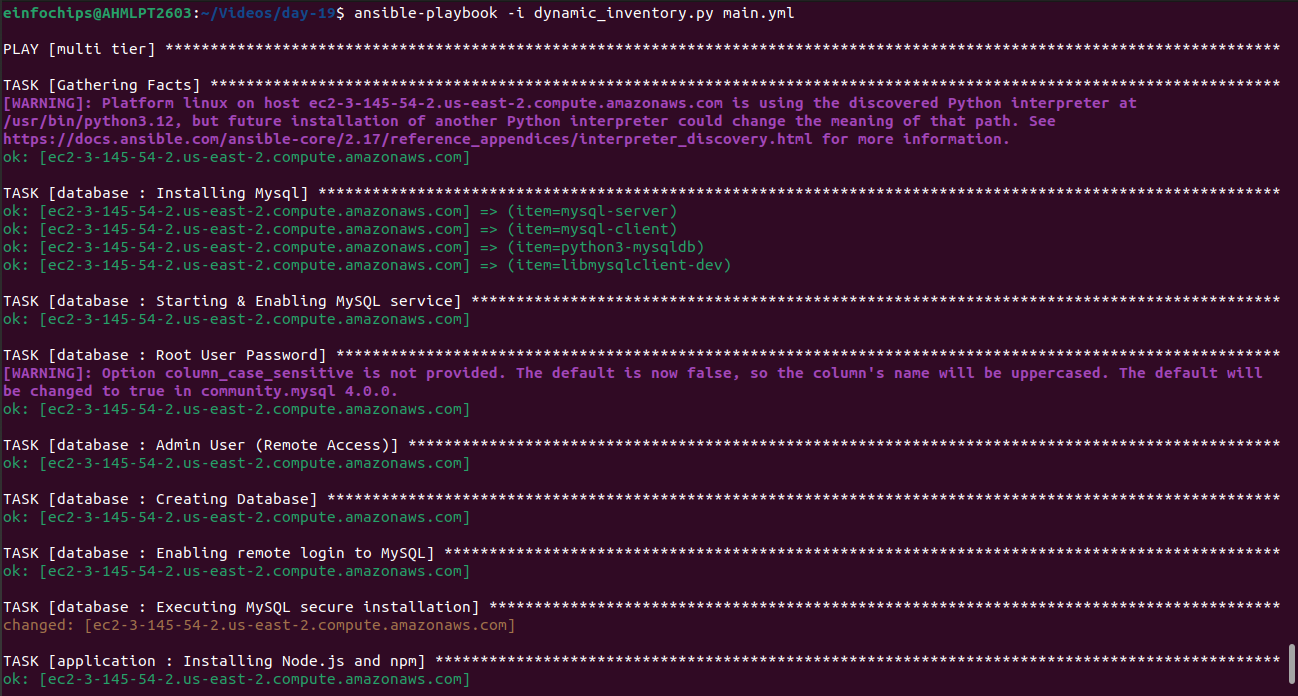 einfochips@AHMLPT2603:~/Videos/day-19$ ansible-playbook -i dynamic_inventory.py main.yml
PLAY [multi tier] ****************************************************************************************************************************
TASK [Gathering Facts] ***********************************************************************************************************************
[WARNING]: Platform linux on host ec2-3-145-54-2.us-east-2.compute.amazonaws.com is using the discovered Python interpreter at
/usr/bin/python3.12, but future installation of another Python interpreter could change the meaning of that path. See
https://docs.ansible.com/ansible-core/2.17/reference_appendices/interpreter_discovery.html for more information.
ok: [ec2-3-145-54-2.us-east-2.compute.amazonaws.com]
TASK [database : Installing Mysql] ***********************************************************************************************************
ok: [ec2-3-145-54-2.us-east-2.compute.amazonaws.com] => (item=mysql-server)
ok: [ec2-3-145-54-2.us-east-2.compute.amazonaws.com] => (item=mysql-client)
ok: [ec2-3-145-54-2.us-east-2.compute.amazonaws.com] => (item=python3-mysqldb)
ok: [ec2-3-145-54-2.us-east-2.compute.amazonaws.com] => (item=libmysqlclient-dev)
TASK [database : Starting & Enabling MySQL service] ******************************************************************************************
ok: [ec2-3-145-54-2.us-east-2.compute.amazonaws.com]
TASK [database : Root User Password] *********************************************************************************************************
[WARNING]: Option column_case_sensitive is not provided. The default is now false, so the column's name will be uppercased. The default will
be changed to true in community.mysql 4.0.0.
ok: [ec2-3-145-54-2.us-east-2.compute.amazonaws.com]
TASK [database : Admin User (Remote Access)] *************************************************************************************************
ok: [ec2-3-145-54-2.us-east-2.compute.amazonaws.com]
TASK [database : Creating Database] **********************************************************************************************************
ok: [ec2-3-145-54-2.us-east-2.compute.amazonaws.com]
TASK [database : Enabling remote login to MySQL] *********************************************************************************************
ok: [ec2-3-145-54-2.us-east-2.compute.amazonaws.com]
TASK [database : Executing MySQL secure installation] ****************************************************************************************
changed: [ec2-3-145-54-2.us-east-2.compute.amazonaws.com]
TASK [application : Installing Node.js and npm] **********************************************************************************************
ok: [ec2-3-145-54-2.us-east-2.compute.amazonaws.com]